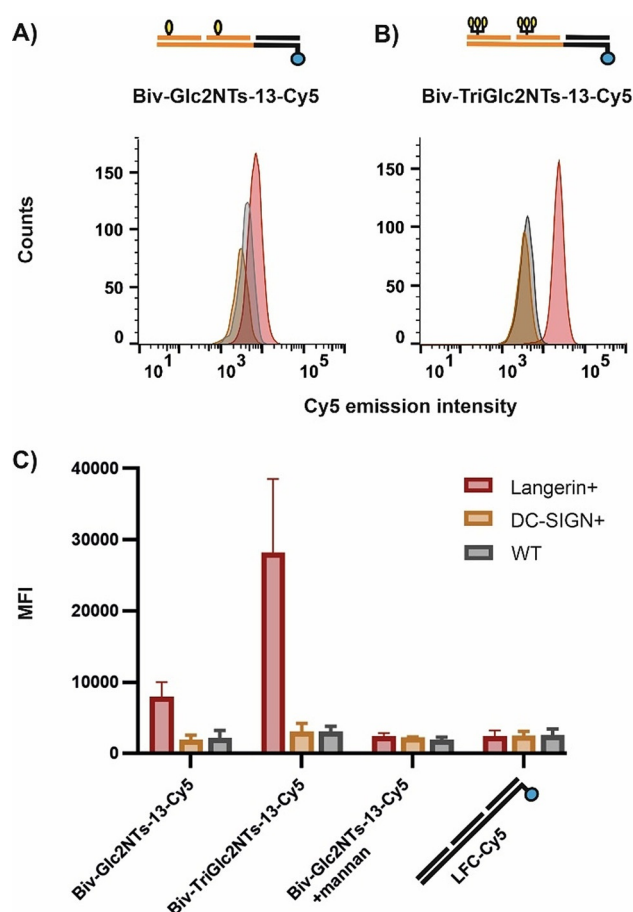 A)
B)
Biv-Glc2NTs-13-Cy5
Biv-TriGlc2NTs-13-Cy5
Counts
150
100
50
0
10^1
10^3
10^5
150
100
50
0
10^1
10^3
10^5
Cy5 emission intensity
C)
MFI
40000
30000
20000
10000
0
Langerin+
DC-SIGN+
WT
Biv-Glc2NTs-13-Cy5
Biv-TriGlc2NTs-13-Cy5
Biv-Glc2NTs-13-Cy5
+mannan
LFC-Cy5